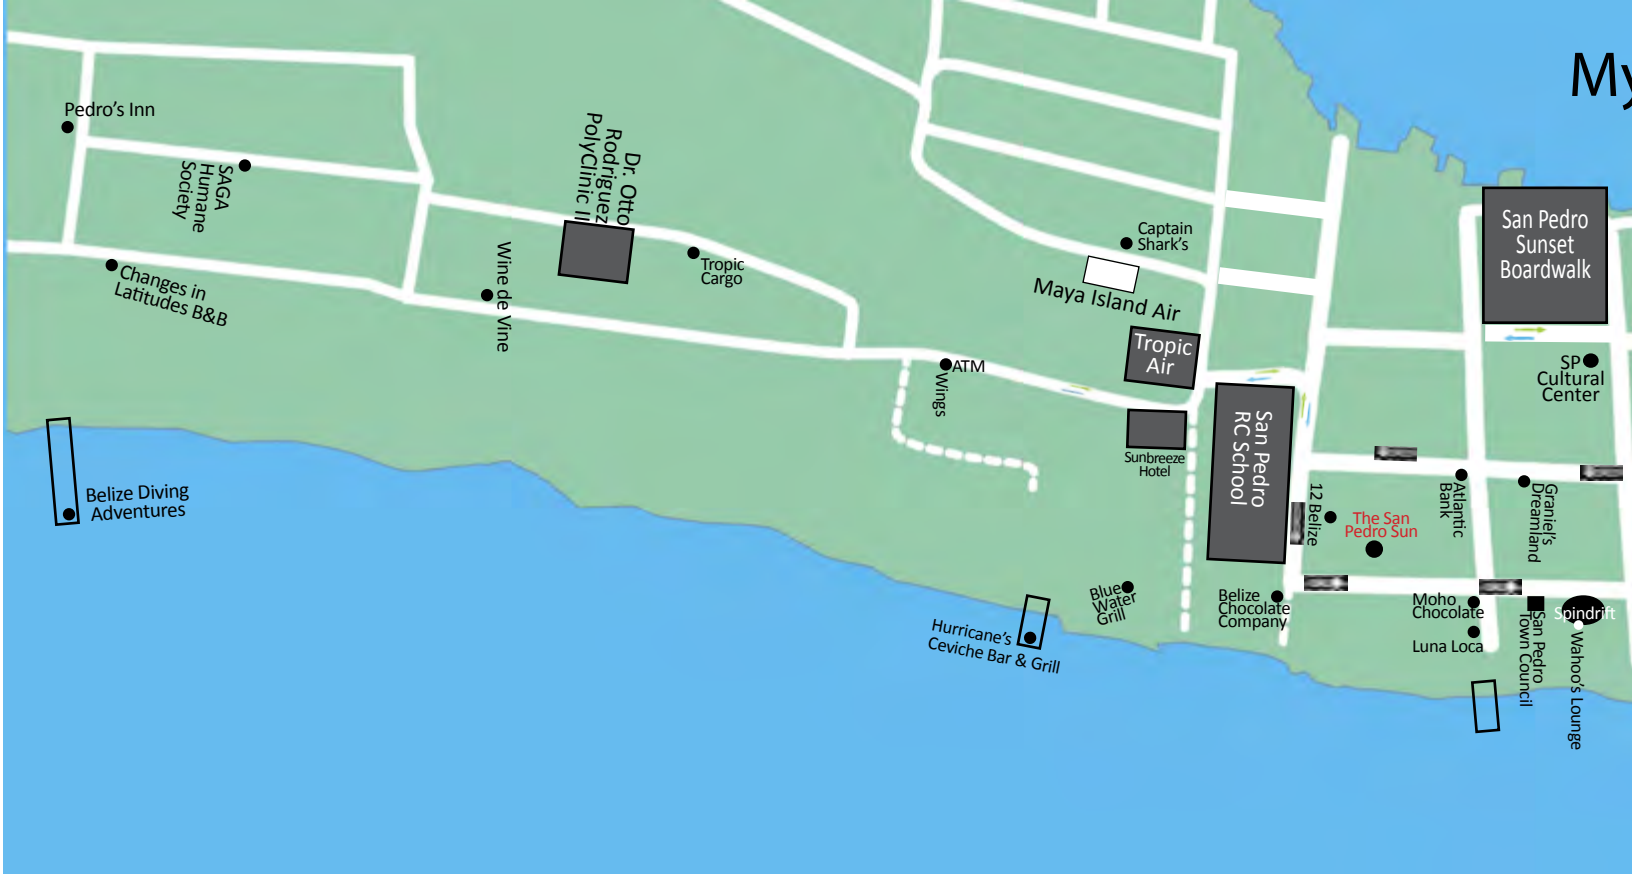 My
Pedro's Inn
SAGA
Humane
Society
Changes in
Latitudes B&B
Dr. Otto
Rodriguez
PolyClinic II
Wine de Vine
Tropic
Cargo
Captain
Shark's
Maya Island Air
Tropic
Air
ATM
Wings
Sunbreeze
Hotel
San Pedro
RC School
San Pedro
Sunset
Boardwalk
SP
Cultural
Center
12 Belize
The San
Pedro Sun
Atlantic
Bank
Graniel's
Dreamland
Belize Diving
Adventures
Hurricane's
Ceviche Bar & Grill
Blue
Water
Grill
Belize
Chocolate
Company
Moho
Chocolate
Luna Loca
San Pedro
Town Council
Spindrift
Wahoo's Lounge